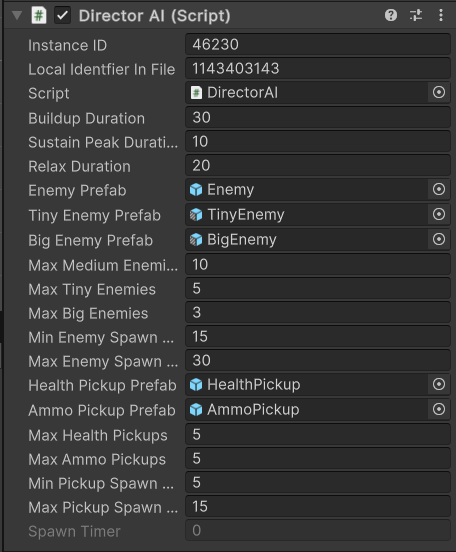 Director AI (Script)
Instance ID 46230
Local Identfier In File 1143403143
Script DirectorAI
Buildup Duration 30
Sustain Peak Durati... 10
Relax Duration 20
Enemy Prefab Enemy
Tiny Enemy Prefab TinyEnemy
Big Enemy Prefab BigEnemy
Max Medium Enemi... 10
Max Tiny Enemies 5
Max Big Enemies 3
Min Enemy Spawn ... 15
Max Enemy Spawn ... 30
Health Pickup Prefab HealthPickup
Ammo Pickup Prefab AmmoPickup
Max Health Pickups 5
Max Ammo Pickups 5
Min Pickup Spawn ... 5
Max Pickup Spawn ... 15
Spawn Timer 0